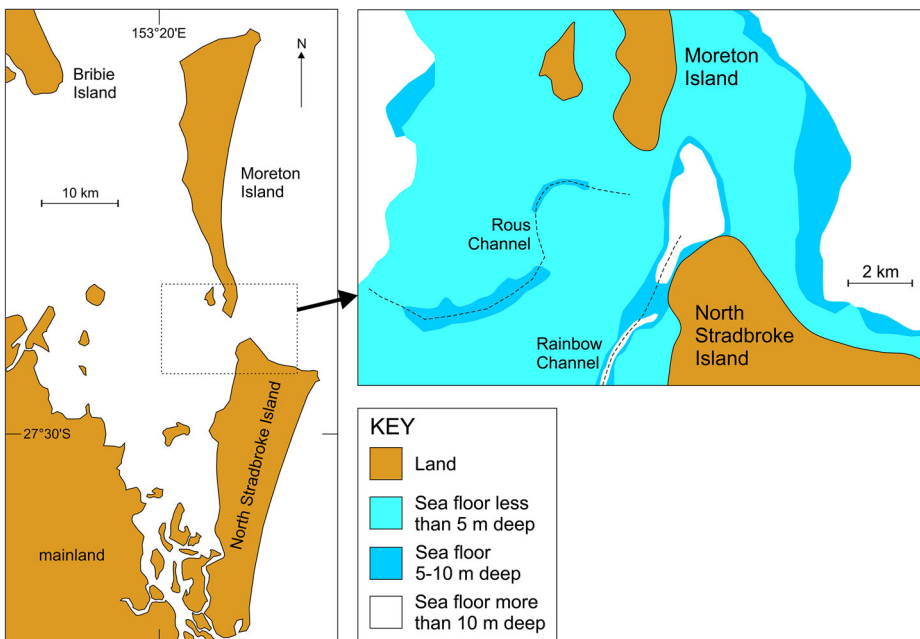 153°20'E
N
Bribie
Island
Moreton
Island
10 km
27°30'S
North Stradbroke Island
mainland
Moreton
Island
Rous
Channel
2 km
North
Stradbroke
Island
Rainbow
Channel
KEY
Land
Sea floor less
than 5 m deep
Sea floor
5-10 m deep
Sea floor more
than 10 m deep